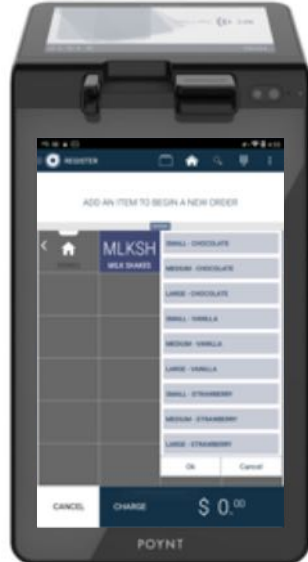 REGISTER
ADD AN ITEM TO BEGIN A NEW ORDER
MLKSH
MILK SHAKES
SMALL - CHOCOLATE
MEDIUM - CHOCOLATE
LARGE - CHOCOLATE
SMALL - VANILLA
MEDIUM - VANILLA
LARGE - VANILLA
SMALL - STRAWBERRY
MEDIUM - STRAWBERRY
LARGE - STRAWBERRY
Ok Cancel
CANCEL CHARGE $ 0.00
POYNT